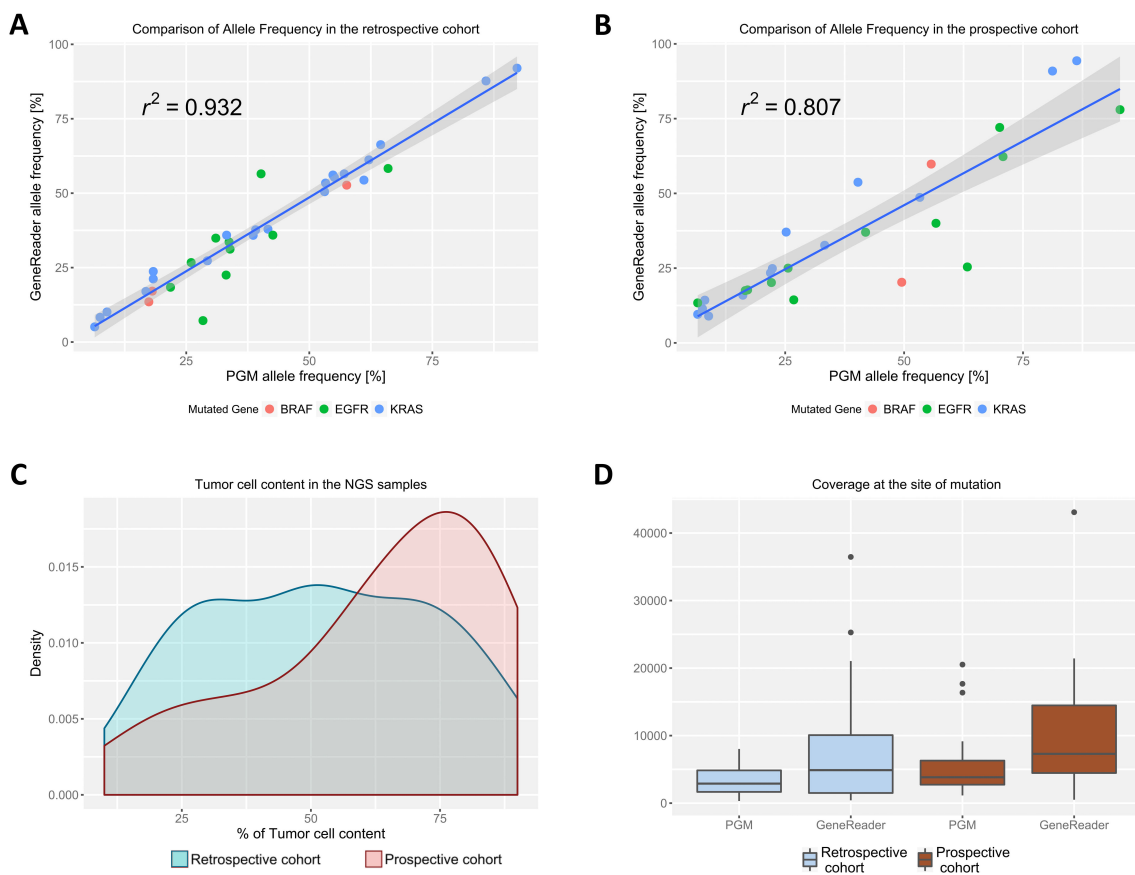 A
Comparison of Allele Frequency in the retrospective cohort
100
75
50
25
0
GeneReader allele frequency [%]
r² = 0.932
25
50
75
PGM allele frequency [%]
Mutated Gene BRAF EGFR KRAS
B
Comparison of Allele Frequency in the prospective cohort
100
75
50
25
0
GeneReader allele frequency [%]
r² = 0.807
25
50
75
PGM allele frequency [%]
Mutated Gene BRAF EGFR KRAS
C
Tumor cell content in the NGS samples
0.015
0.010
0.005
0.000
Density
25
50
75
% of Tumor cell content
Retrospective cohort Prospective cohort
D
Coverage at the site of mutation
40000
30000
20000
10000
0
PGM GeneReader PGM GeneReader
Retrospective Prospective
cohort cohort